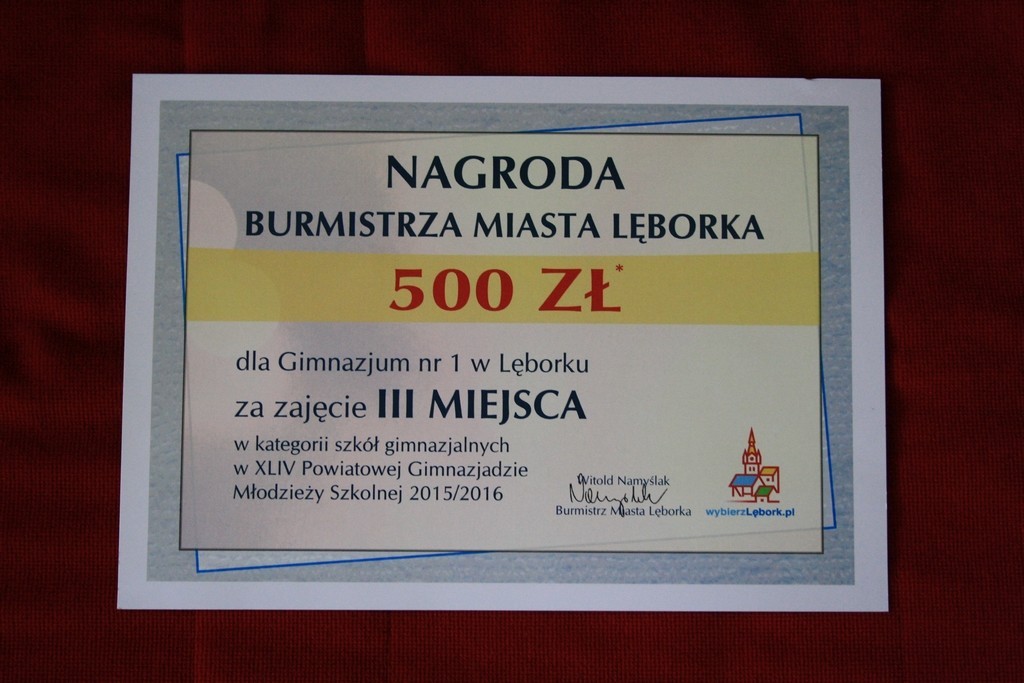 NAGRODA
BURMISTRZA MIASTA LĘBORKA
500 ZŁ*
dla Gimnazjum nr 1 w Lęborku
za zajęcie III MIEJSCA
w kategorii szkół gimnazjalnych
w XLIV Powiatowej Gimnazjadzie
Młodzieży Szkolnej 2015/2016
Witold Namyślak
Namyślak
Burmistrz Miasta Lęborka
wybierzLębork.pl